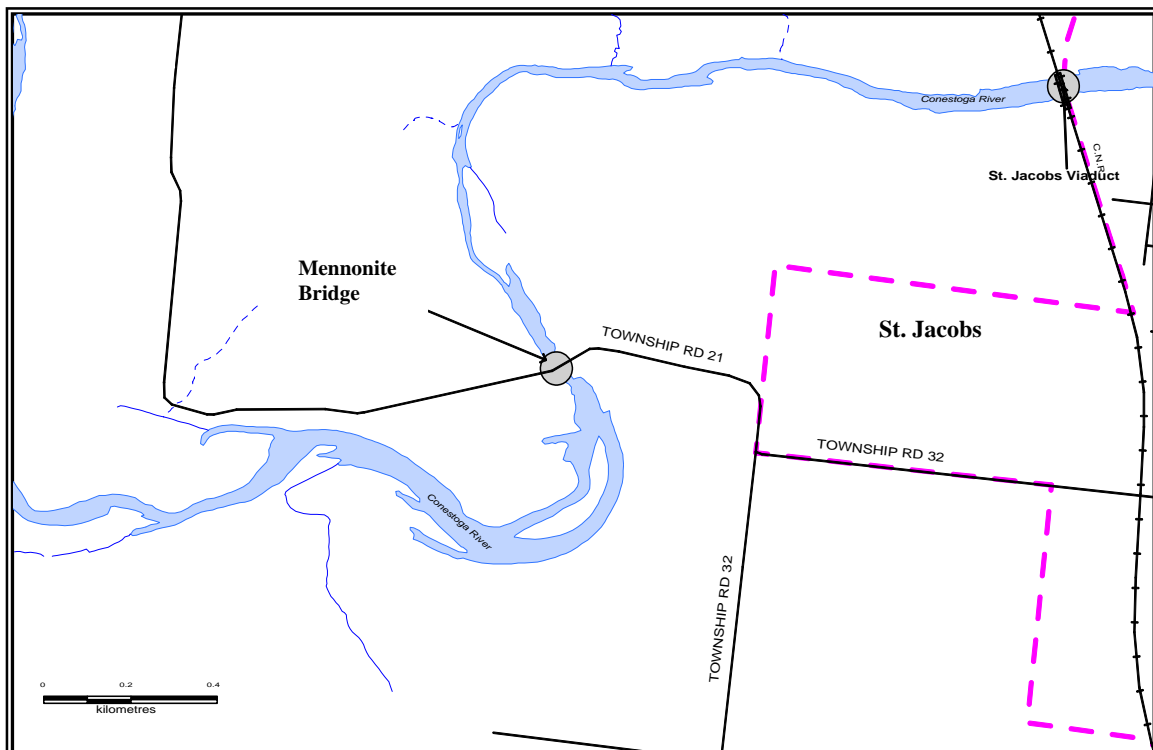 Conestoga River
C.N.R
St. Jacobs Viaduct
Mennonite
Bridge
TOWNSHIP RD 21
St. Jacobs
TOWNSHIP RD 32
Conestoga River
TOWNSHIP RD 32
0 0.2 0.4
kilometres